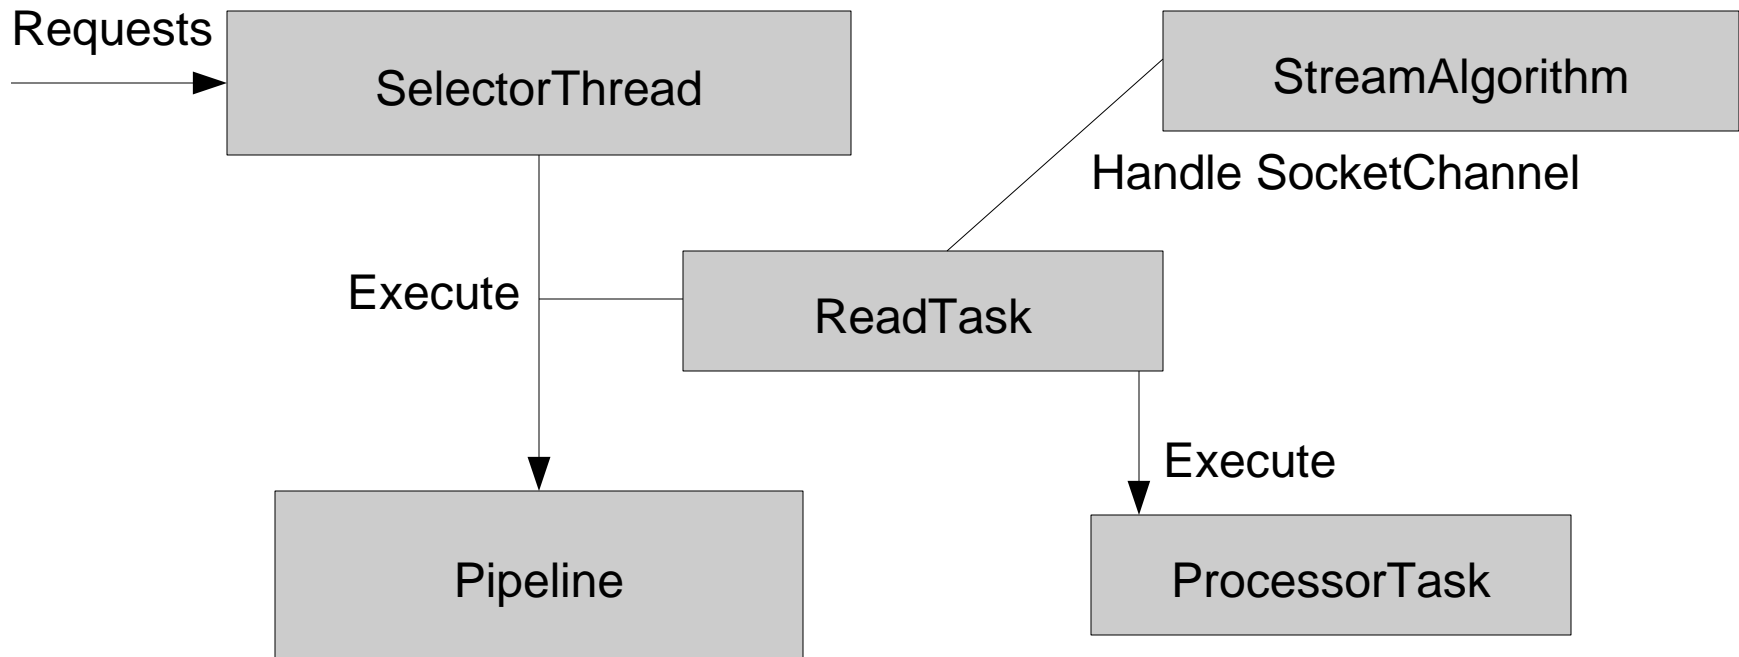 Requests
SelectorThread
StreamAlgorithm
Handle SocketChannel
Execute
ReadTask
Execute
Pipeline
ProcessorTask